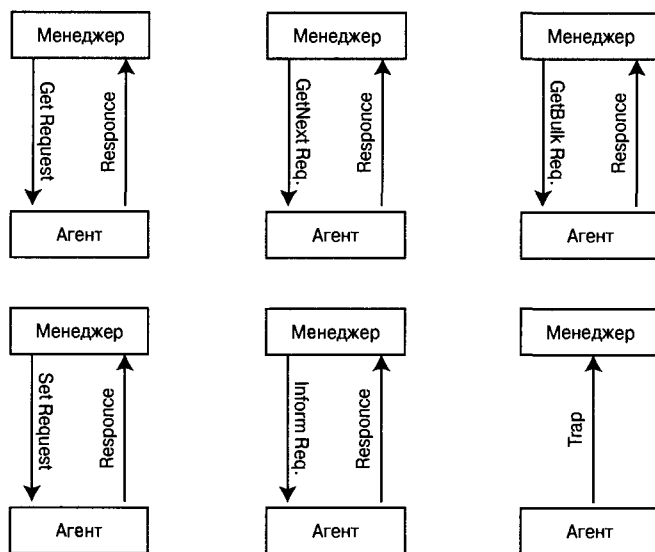 Менеджер
Get Request
Responce
Агент
Менеджер
GetNext Req.
Responce
Агент
Менеджер
GetBulk Req.
Responce
Агент
Менеджер
Set Request
Responce
Агент
Менеджер
Inform Req.
Responce
Агент
Менеджер
Trap
Агент